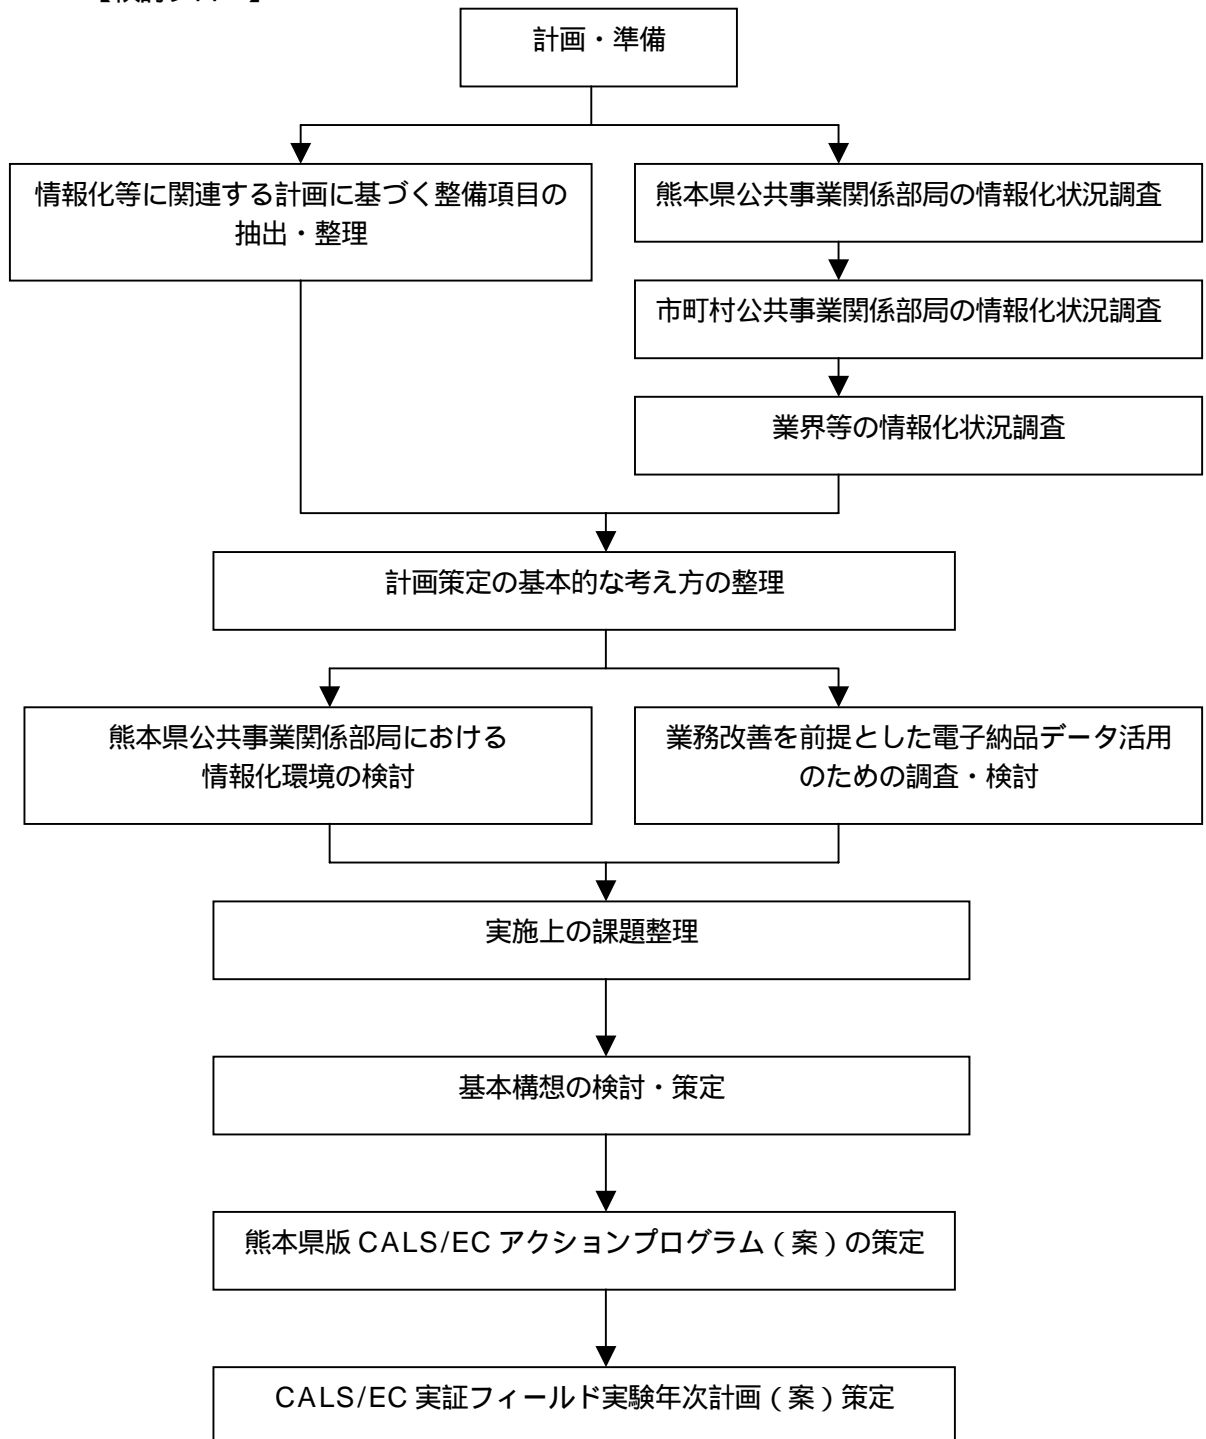 計画・準備
情報化等に関連する計画に基づく整備項目の
抽出・整理
熊本県公共事業関係部局の情報化状況調査
市町村公共事業関係部局の情報化状況調査
業界等の情報化状況調査
計画策定の基本的な考え方の整理
熊本県公共事業関係部局における
情報化環境の検討
業務改善を前提とした電子納品データ活用
のための調査・検討
実施上の課題整理
基本構想の検討・策定
熊本県版 CALS/EC アクションプログラム(案)の策定
CALS/EC 実証フィールド実験年次計画(案)策定